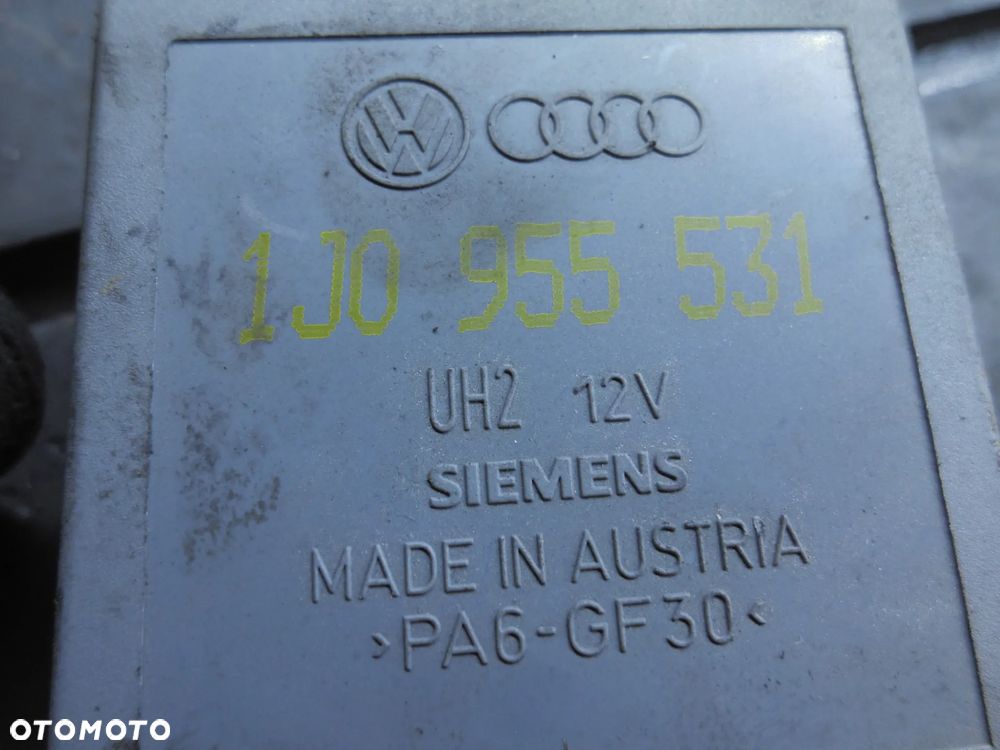 1J0 955 531
UH2 12V
SIEMENS
MADE IN AUSTRIA
>PA6-GF30<
OTOMOTO